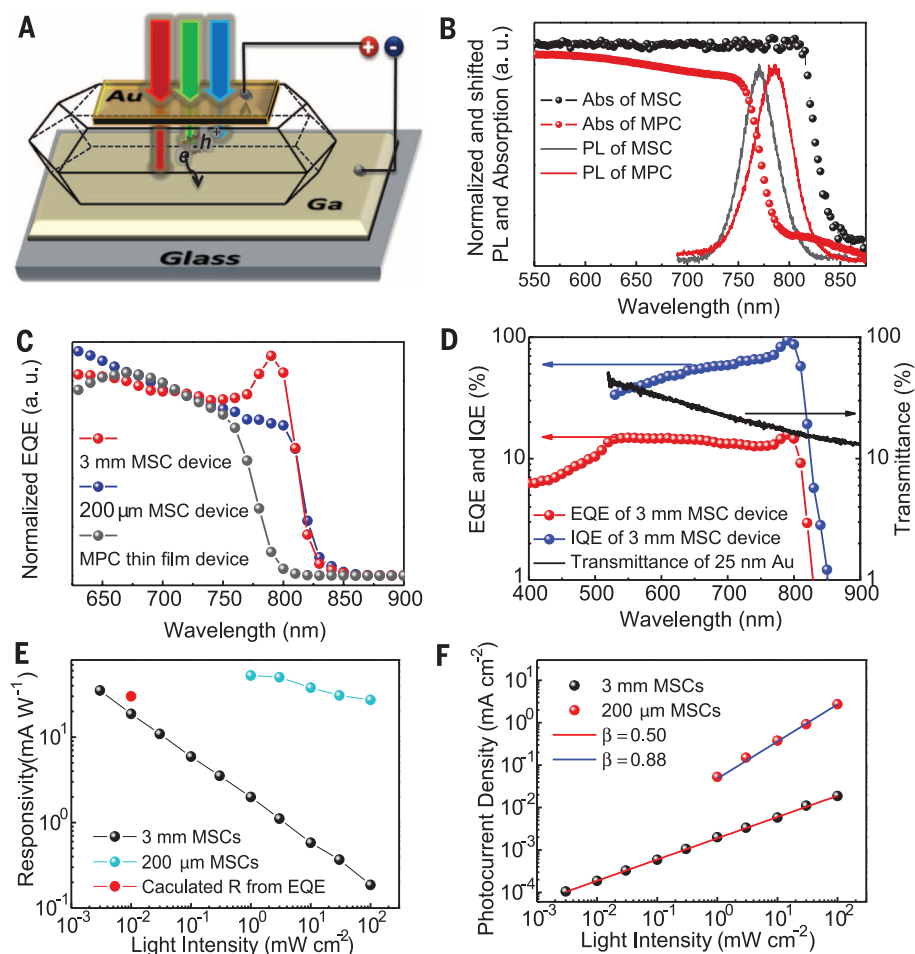 A
Au
+
-
e⁻
h⁺
Ga
Glass
B
Normalized and shifted
PL and Absorption (a. u.)
Abs of MSC
Abs of MPC
PL of MSC
PL of MPC
550 600 650 700 750 800 850
Wavelength (nm)
C
Normalized EQE (a. u.)
3 mm MSC device
200 µm MSC device
MPC thin film device
650 700 750 800 850 900
Wavelength (nm)
D
EQE and IQE (%)
100
10
1
Transmittance (%)
100
10
1
EQE of 3 mm MSC device
IQE of 3 mm MSC device
Transmittance of 25 nm Au
400 500 600 700 800 900
Wavelength (nm)
E
Responsivity(mA W⁻¹)
10¹
10⁰
10⁻¹
3 mm MSCs
200 µm MSCs
Caculated R from EQE
10⁻³ 10⁻² 10⁻¹ 10⁰ 10¹ 10²
Light Intensity (mW cm⁻²)
F
Photocurrent Density (mA cm⁻²)
10¹
10⁰
10⁻¹
10⁻²
10⁻³
10⁻⁴
3 mm MSCs
200 µm MSCs
β = 0.50
β = 0.88
10⁻³ 10⁻² 10⁻¹ 10⁰ 10¹ 10²
Light Intensity (mW cm⁻²)